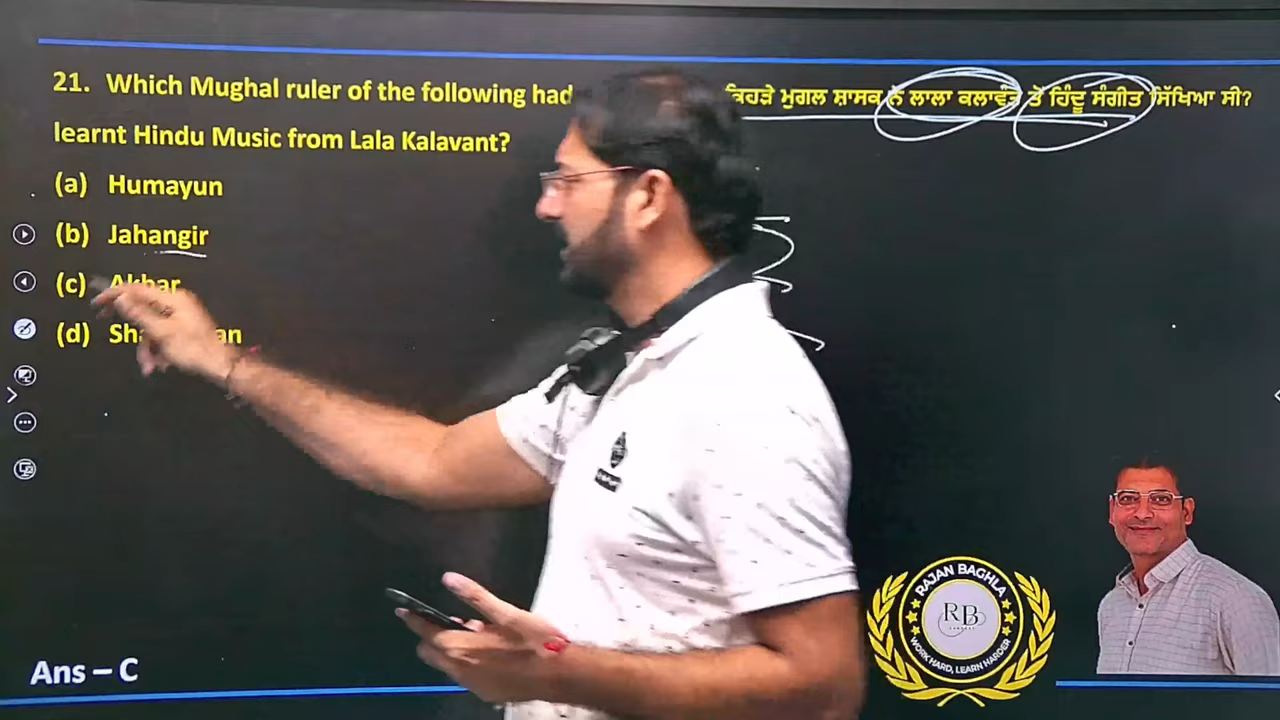 21. Which Mughal ruler of the following had
learnt Hindu Music from Lala Kalavant?
(a) Humayun
(b) Jahangir
(c) Akbar
(d)
ਮੁਗਲ ਸ਼ਾਸਕ ਨੇ ਲਾਲਾ ਕਲਾਵੰਤ ਤੋਂ ਹਿੰਦੂ ਸੰਗੀਤ ਸਿੱਖਿਆ ਸੀ?
Ans – C
RAJAN BAGHLA
RB
WORK HARD, LEARN HARDER